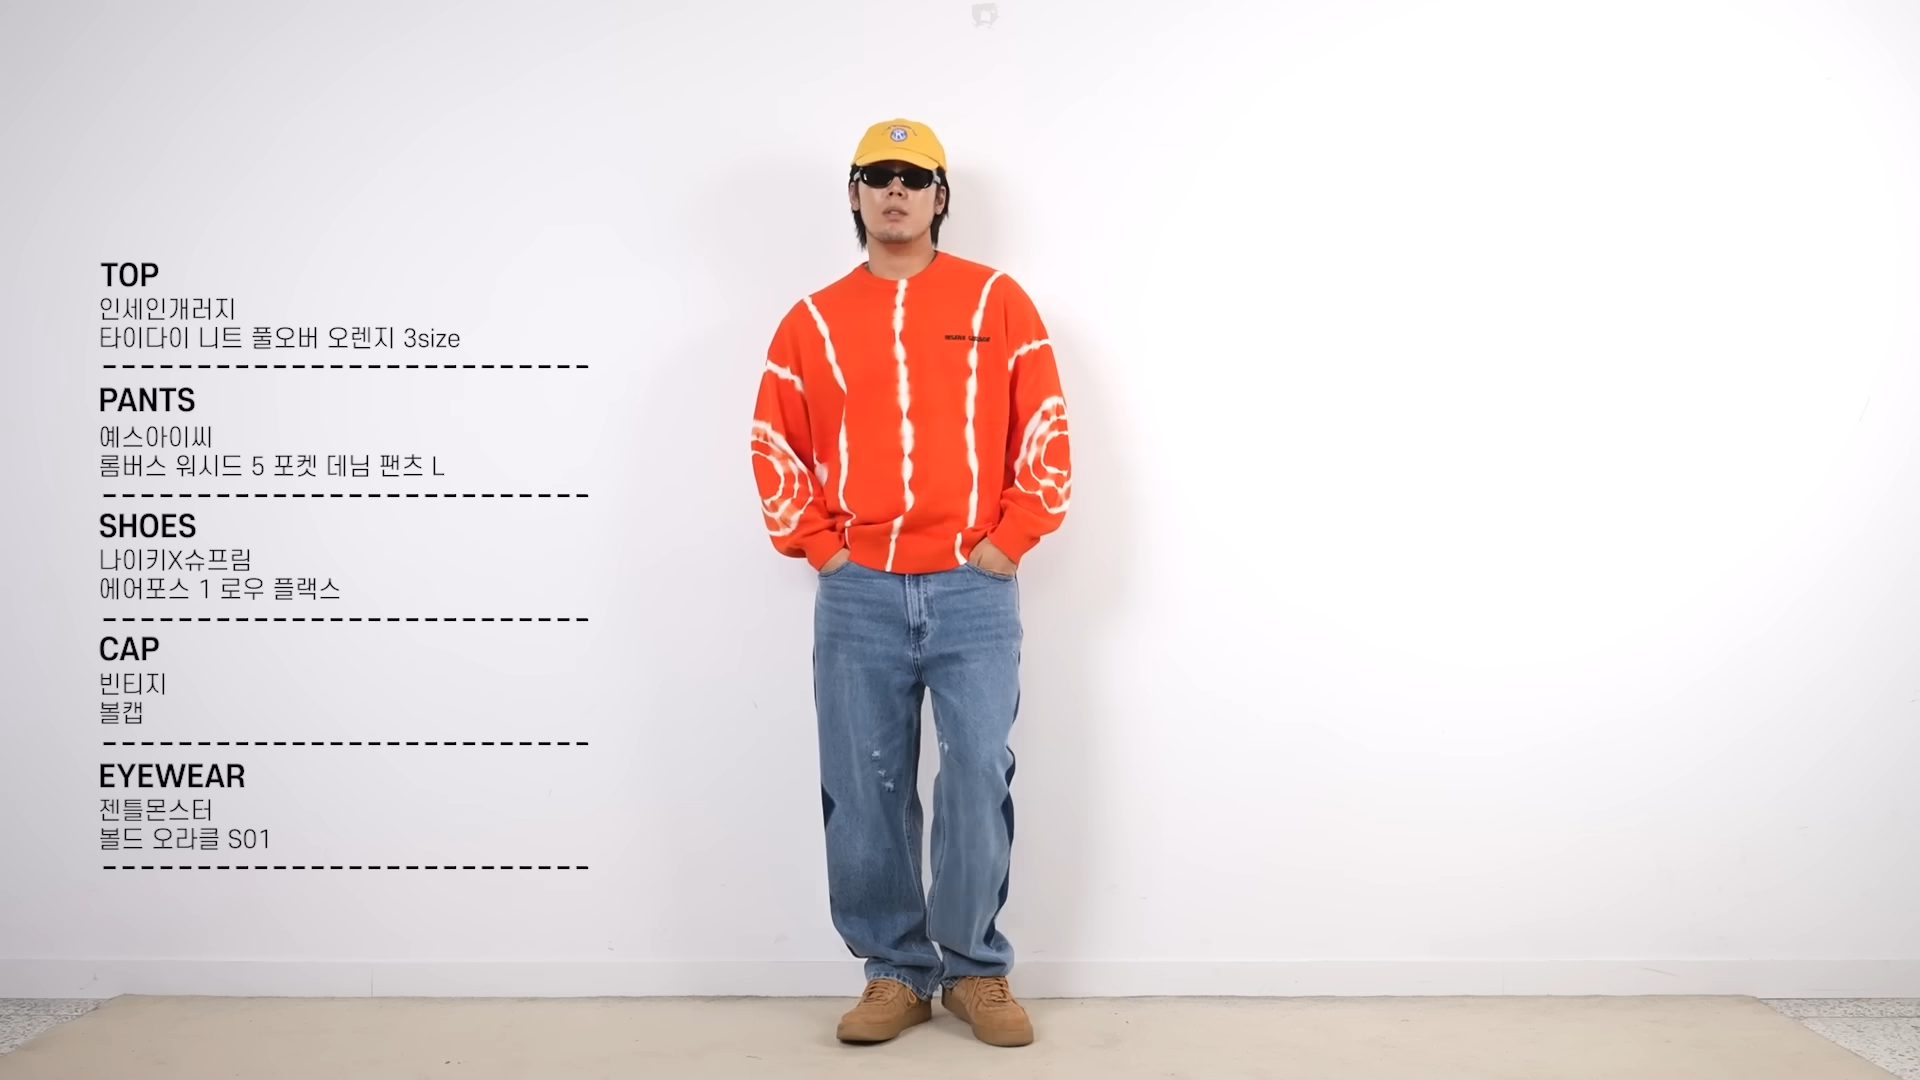 TOP
인세인개러지
타이다이 니트 풀오버 오렌지 3size
PANTS
예스아이씨
롬버스 워시드 5 포켓 데님 팬츠 L
SHOES
나이키X슈프림
에어포스 1 로우 플랙스
CAP
빈티지
볼캡
EYEWEAR
젠틀몬스터
볼드 오라클 S01